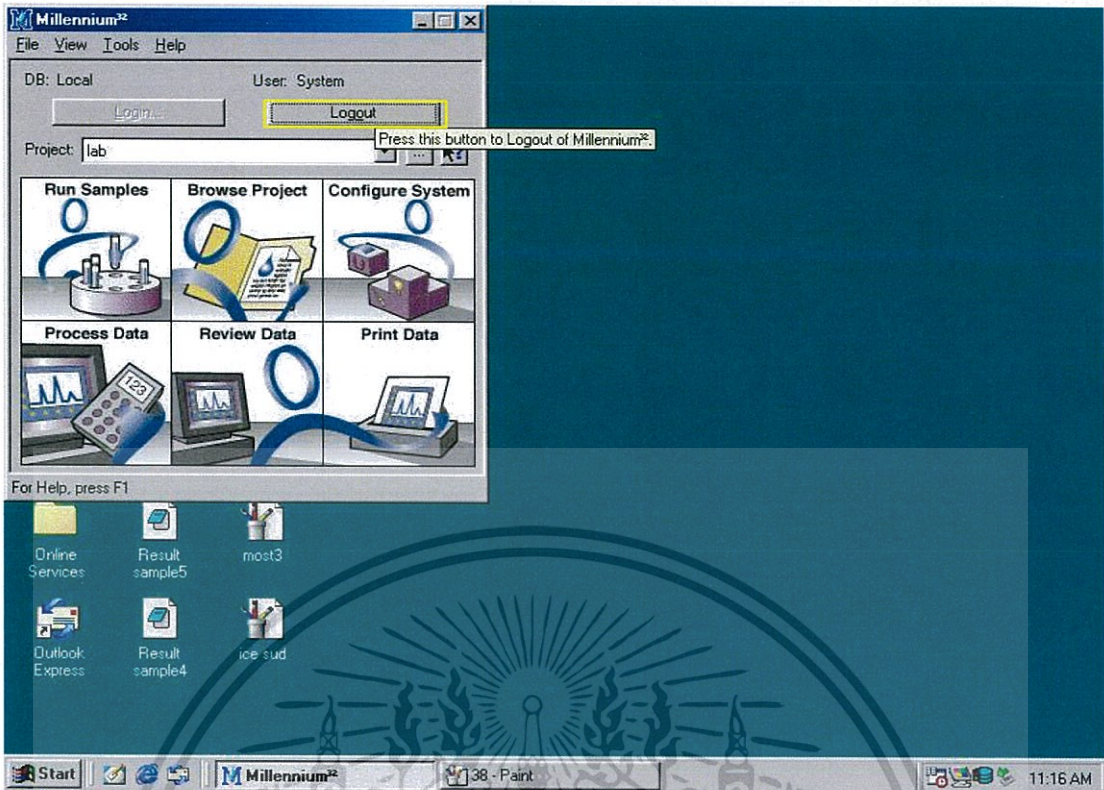 Millennium³²
File View Tools Help
DB: Local User: System
Login... Logout
Press this button to Logout of Millennium³².
Project: lab ...
Run Samples Browse Project Configure System
Process Data Review Data Print Data
123
For Help, press F1
Online Services
Result sample5
most3
Outlook Express
Result sample4
ice sud
Start Millennium³² 38 - Paint 11:16 AM